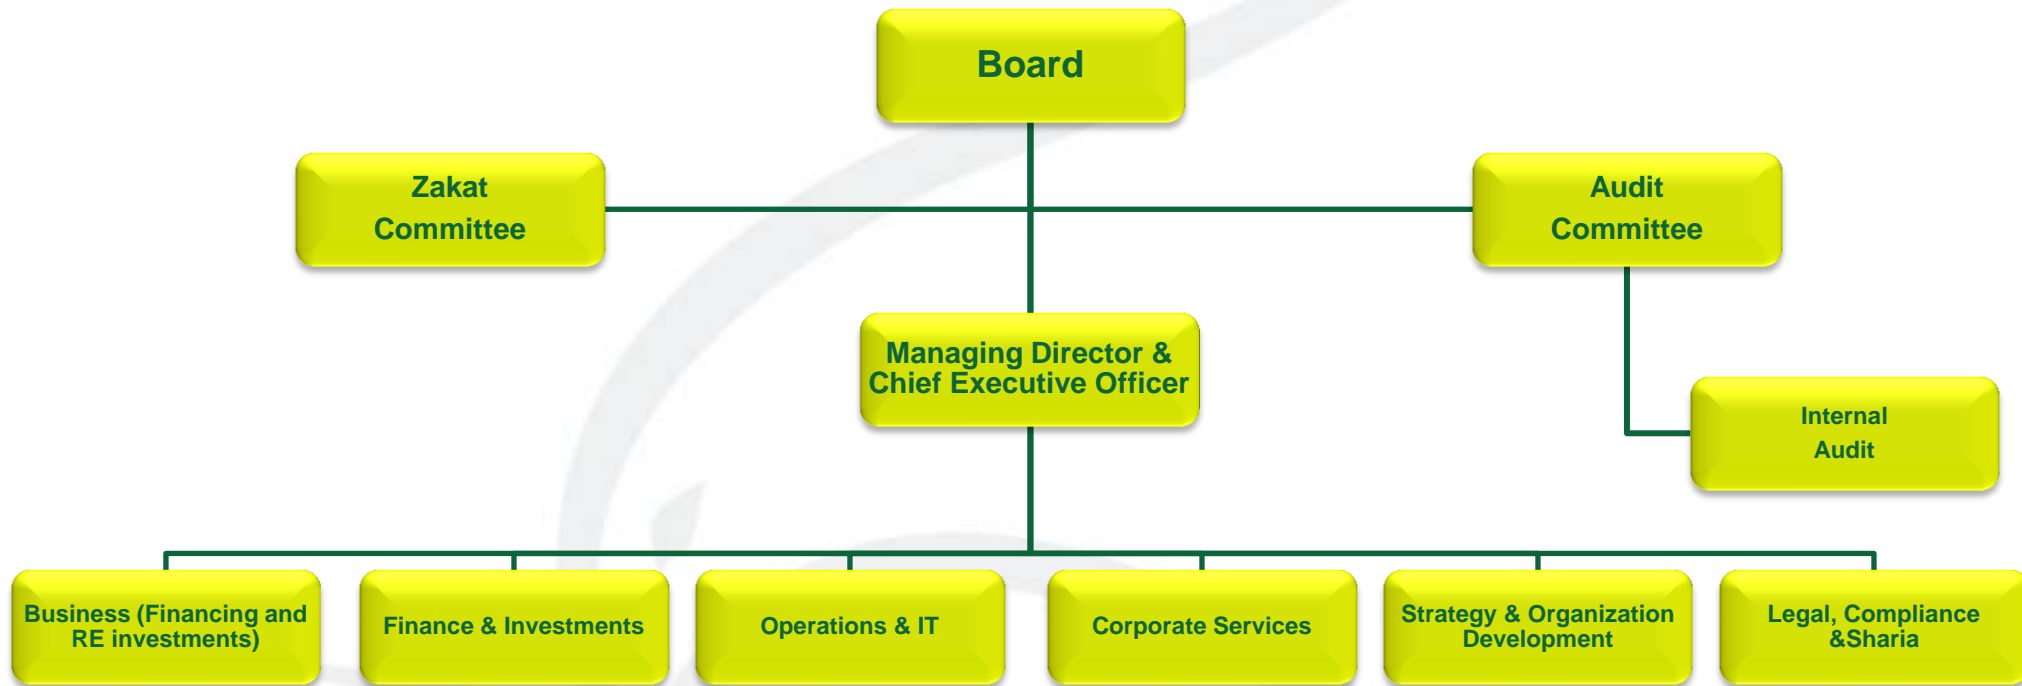 Board
Zakat
Committee
Audit
Committee
Managing Director &
Chief Executive Officer
Internal
Audit
Business (Financing and
RE investments)
Finance & Investments
Operations & IT
Corporate Services
Strategy & Organization
Development
Legal, Compliance
&Sharia